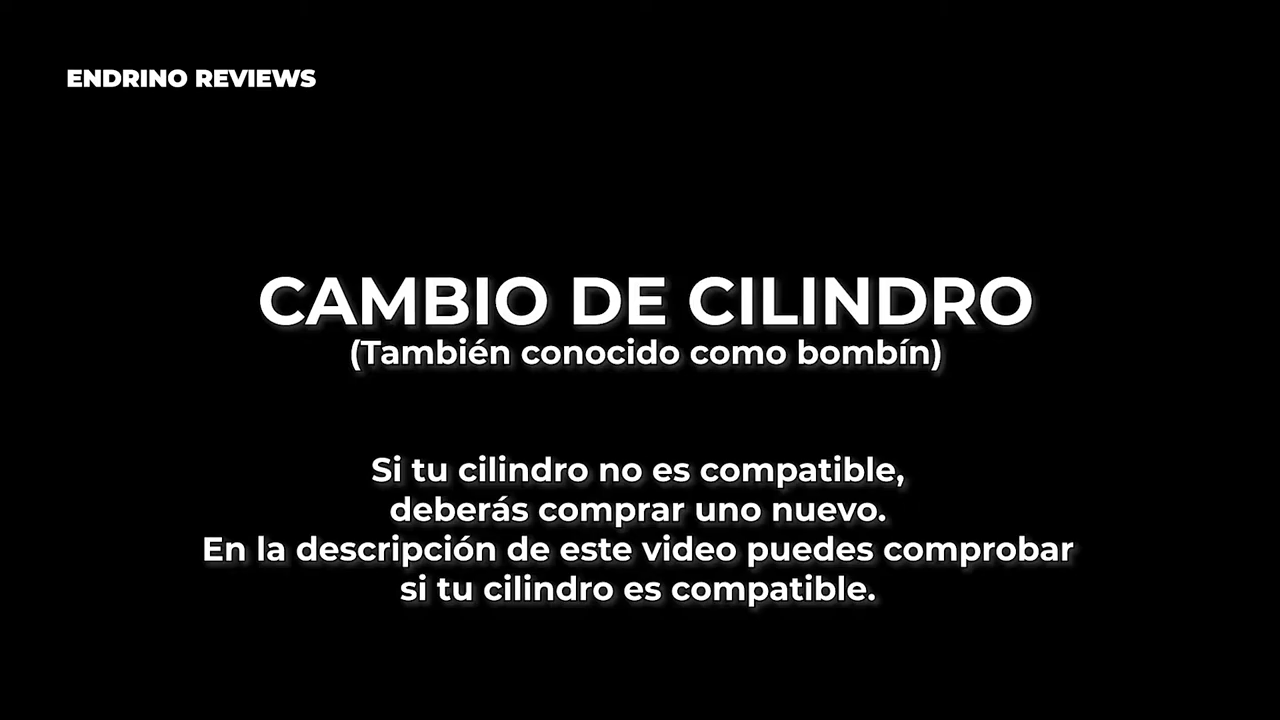 ENDRINO REVIEWS
CAMBIO DE CILINDRO
(También conocido como bombín)
Si tu cilindro no es compatible,
deberás comprar uno nuevo.
En la descripción de este video puedes comprobar
si tu cilindro es compatible.